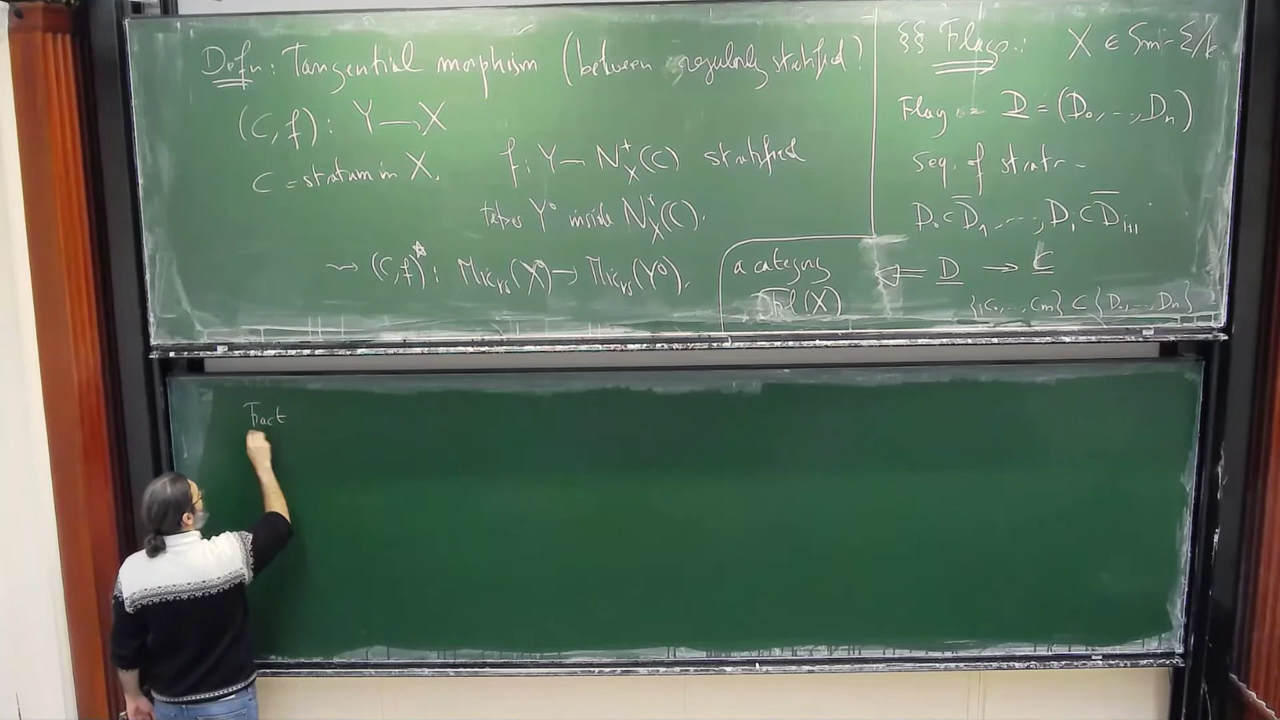 Defn: Tangential morphism (between regularly stratified)
(C,f): Y → X
C = stratum in X. f: Y → N⁺_X(C) stratified
takes Y° inside N°_X(C).
⇝ (C,f)*: MIC_rs(X°) → MIC_rs(Y°).
a category
(X)
§§ Flags: X ∈ Sm-Σ/k
Flag = D = (D₀, ..., Dₙ)
Seq. of strata
D₀ ⊂ D̄₁, ..., Dᵢ ⊂ D̄ᵢ₊₁.
⇐ D → C
{C₀, ..., Cₘ} ⊂ {D₀, ..., Dₙ}
Fact